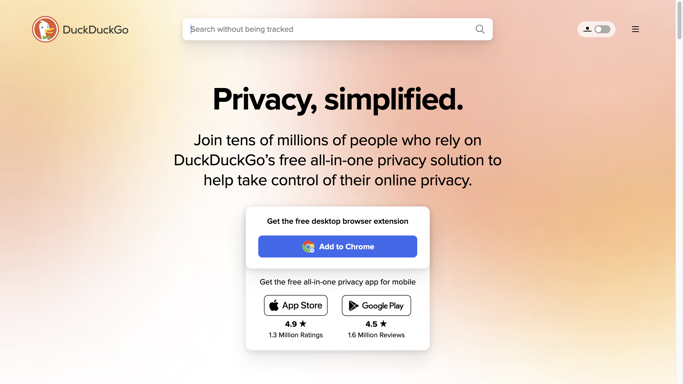 DuckDuckGo
Search without being tracked
Privacy, simplified.
Join tens of millions of people who rely on
DuckDuckGo's free all-in-one privacy solution to
help take control of their online privacy.
Get the free desktop browser extension
Add to Chrome
Get the free all-in-one privacy app for mobile
App Store
Google Play
4.9 ★
4.5 ★
1.3 Million Ratings
1.6 Million Reviews